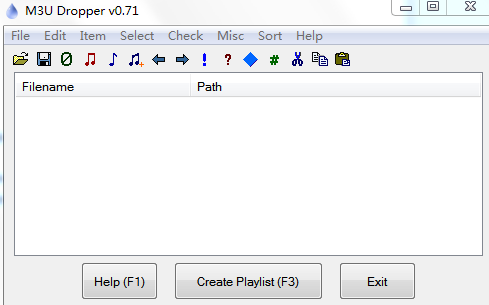 M3U Dropper v0.71
File Edit Item Select Check Misc Sort Help
Filename Path
Help (F1) Create Playlist (F3) Exit